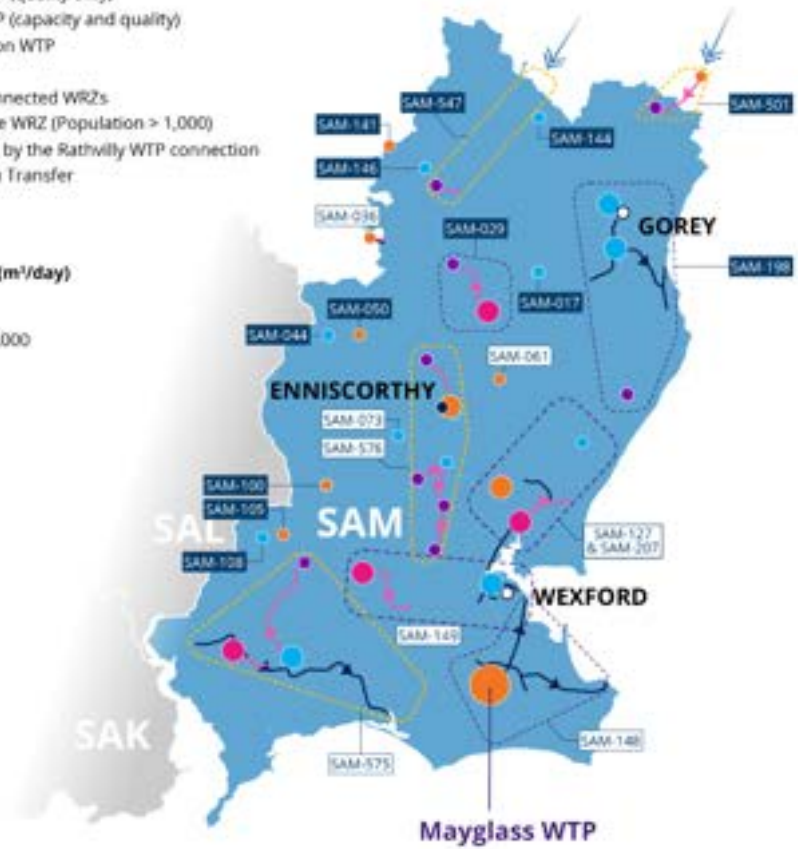 P (capacity and quality)
on WTP
nnected WRZs
e WRZ (Population > 1,000)
by the Rathvilly WTP connection
Transfer
(m³/day)
,000
SAM-547
SAM-501
SAM-141
SAM-144
SAM-146
SAM-036
SAM-029
GOREY
SAM-198
SAM-017
SAM-050
SAM-044
SAM-061
ENNISCORTHY
SAM-073
SAM-576
SAM-100
SAM-105
SAL
SAM
SAM-108
SAM-127
& SAM-207
WEXFORD
SAM-149
SAK
SAM-148
SAM-575
Mayglass WTP